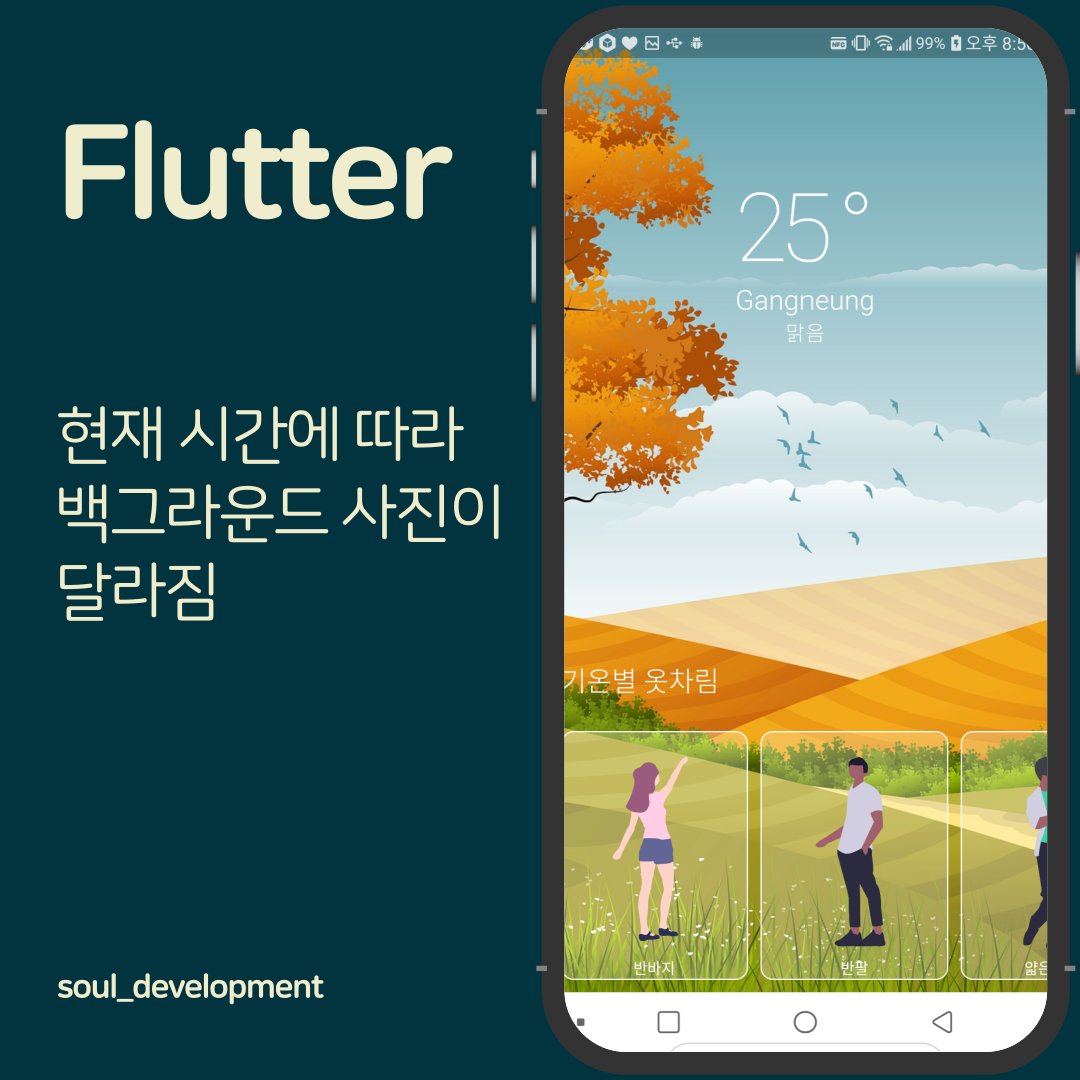 Flutter
현재 시간에 따라
백그라운드 사진이
달라짐
soul_development
NFC
99%
오후 8:5
25°
Gangneung
맑음
기온별 옷차림
반바지
반팔
얇은